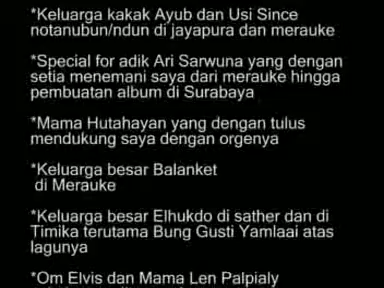 *Keluarga kakak Ayub dan Usi Since
notanubun/ndun di jayapura dan merauke
*Special for adik Ari Sarwuna yang dengan
setia menemani saya dari merauke hingga
pembuatan album di Surabaya
*Mama Hutahayan yang dengan tulus
mendukung saya dengan orgenya
*Keluarga besar Balanket
di Merauke
*Keluarga besar Elhukdo di sather dan di
Timika terutama Bung Gusti Yamlaai atas
lagunya
*Om Elvis dan Mama Len Palpialy